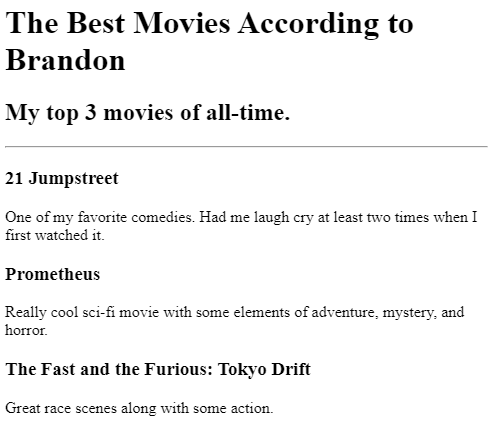 The Best Movies According to
Brandon
My top 3 movies of all-time.
21 Jumpstreet
One of my favorite comedies. Had me laugh cry at least two times when I
first watched it.
Prometheus
Really cool sci-fi movie with some elements of adventure, mystery, and
horror.
The Fast and the Furious: Tokyo Drift
Great race scenes along with some action.